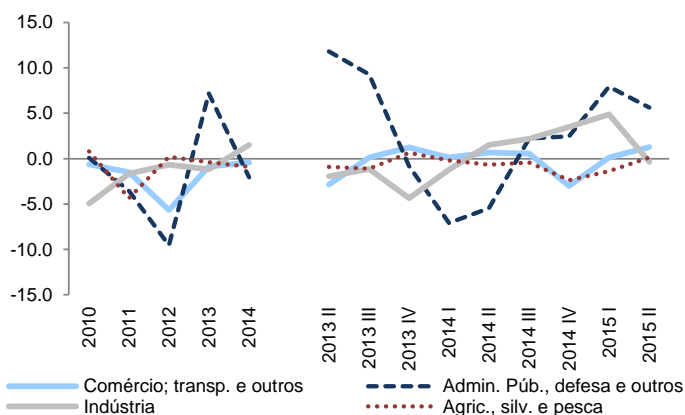 15.0
10.0
5.0
0.0
-5.0
-10.0
-15.0
2010
2011
2012
2013
2014
2013 II
2013 III
2013 IV
2014 I
2014 II
2014 III
2014 IV
2015 I
2015 II
Comércio; transp. e outros
Admin. Púb., defesa e outros
Indústria
Agric., silv. e pesca